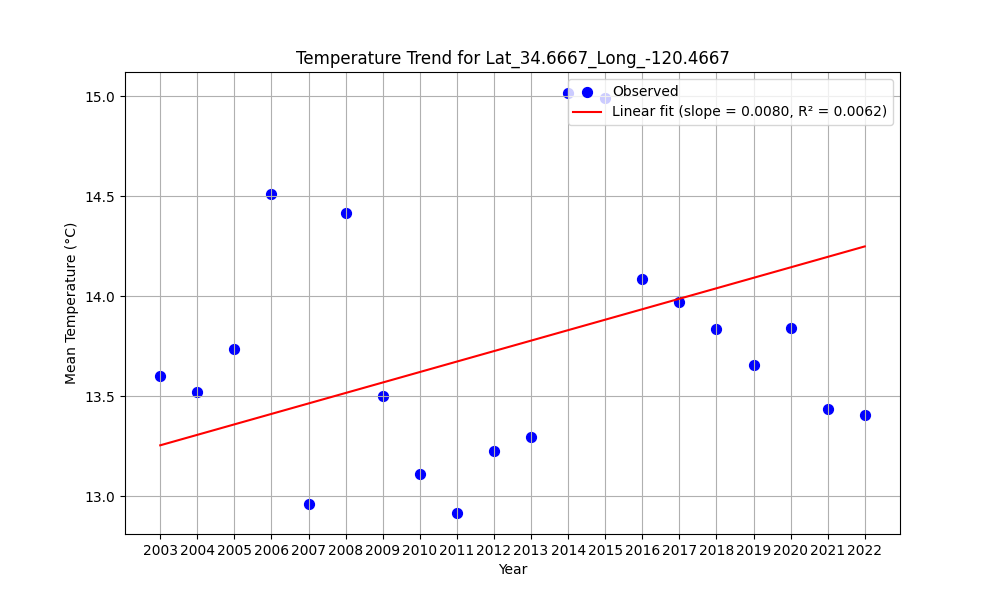 Temperature Trend for Lat_34.6667_Long_-120.4667
Observed
Linear fit (slope = 0.0080, R² = 0.0062)
Mean Temperature (°C)
15.0
14.5
14.0
13.5
13.0
2003 2004 2005 2006 2007 2008 2009 2010 2011 2012 2013 2014 2015 2016 2017 2018 2019 2020 2021 2022
Year